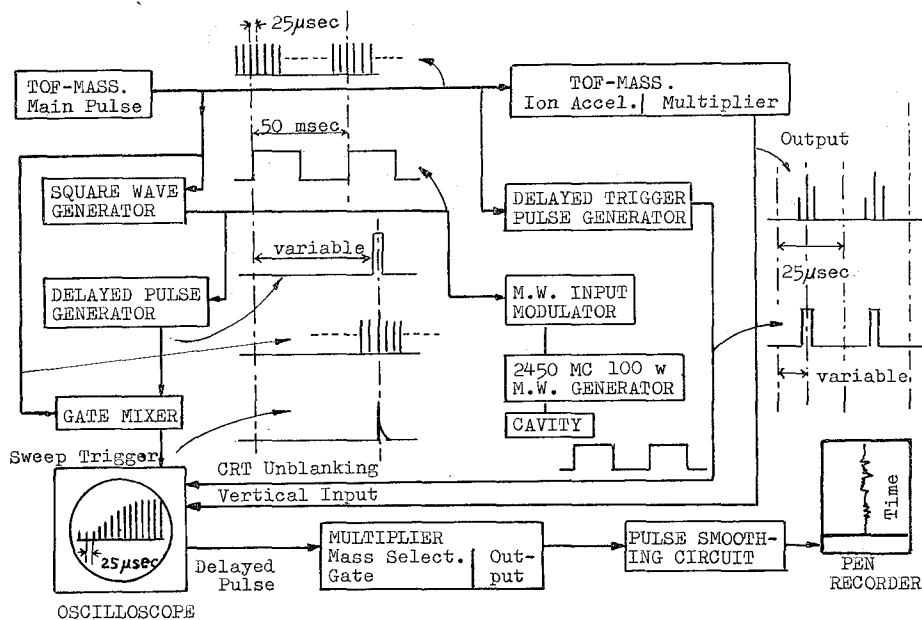 25μsec
TOF-MASS.
Main Pulse
TOF-MASS.
Ion Accel. | Multiplier
50 msec
Output
SQUARE WAVE
GENERATOR
DELAYED TRIGGER
PULSE GENERATOR
variable
25μsec
DELAYED PULSE
GENERATOR
M.W. INPUT
MODULATOR
2450 MC 100 w
M.W. GENERATOR
variable
GATE MIXER
CAVITY
Sweep Trigger
CRT Unblanking
Vertical Input
Time
25μsec
Delayed
Pulse
MULTIPLIER
Mass Select.
Gate
Out-
put
PULSE SMOOTH-
ING CIRCUIT
PEN
RECORDER
OSCILLOSCOPE